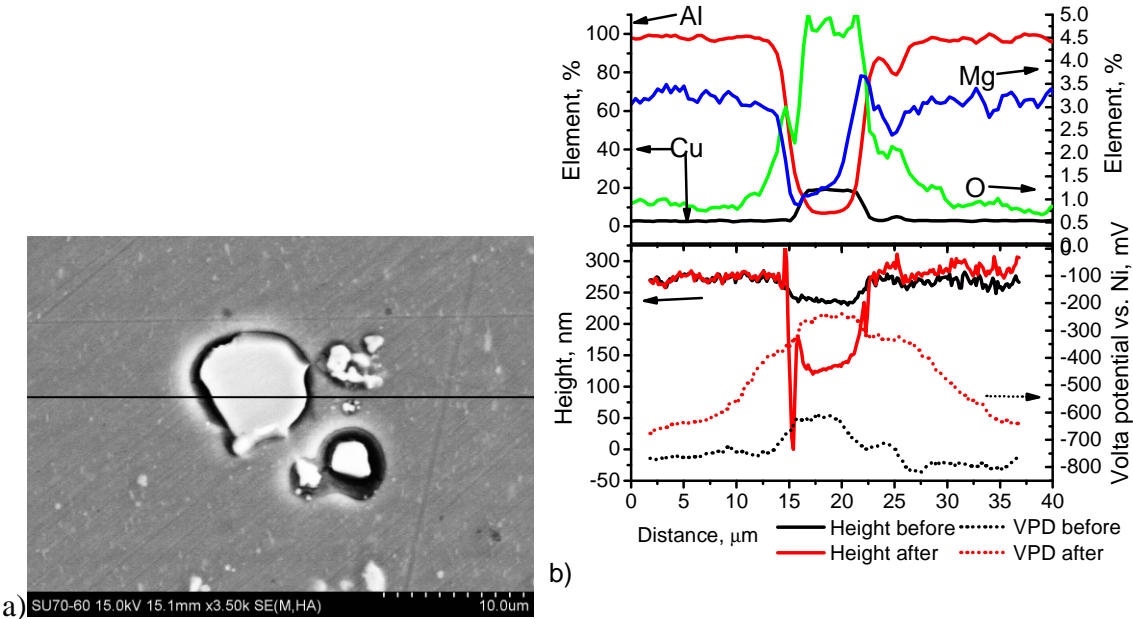 a)
SU70-60 15.0kV 15.1mm x3.50k SE(M,HA) 10.0um
Element, %
100
80
60
40
20
0
Al
Cu
Mg
O
5.0
4.5
4.0
3.5
3.0
2.5
2.0
1.5
1.0
0.5
0.0
Element, %
Height, nm
300
250
200
150
100
50
0
-50
-100
-200
-300
-400
-500
-600
-700
-800
Volta potential vs. Ni, mV
0 5 10 15 20 25 30 35 40
Distance, μm
Height before VPD before
Height after VPD after
b)